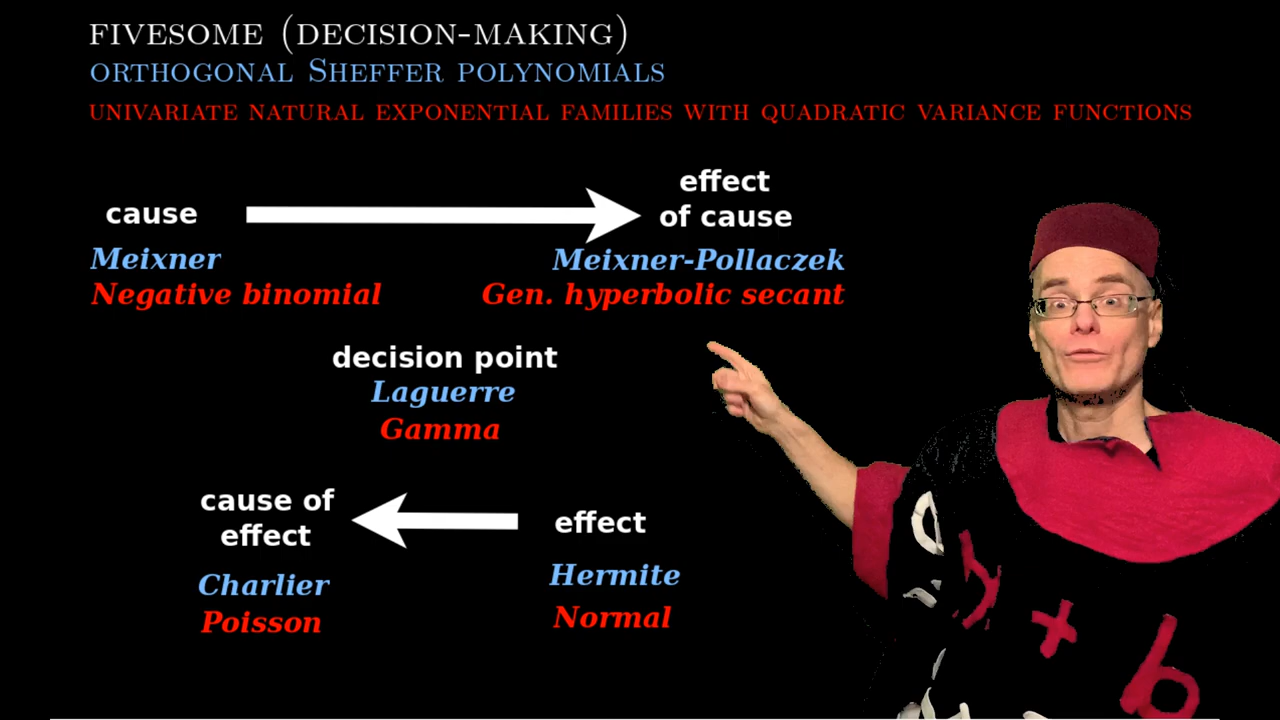 FIVESOME (DECISION-MAKING)
ORTHOGONAL SHEFFER POLYNOMIALS
UNIVARIATE NATURAL EXPONENTIAL FAMILIES WITH QUADRATIC VARIANCE FUNCTIONS
effect
cause of cause
Meixner Meixner-Pollaczek
Negative binomial Gen. hyperbolic secant
decision point
Laguerre
Gamma
cause of
effect effect
Charlier Hermite
Poisson Normal